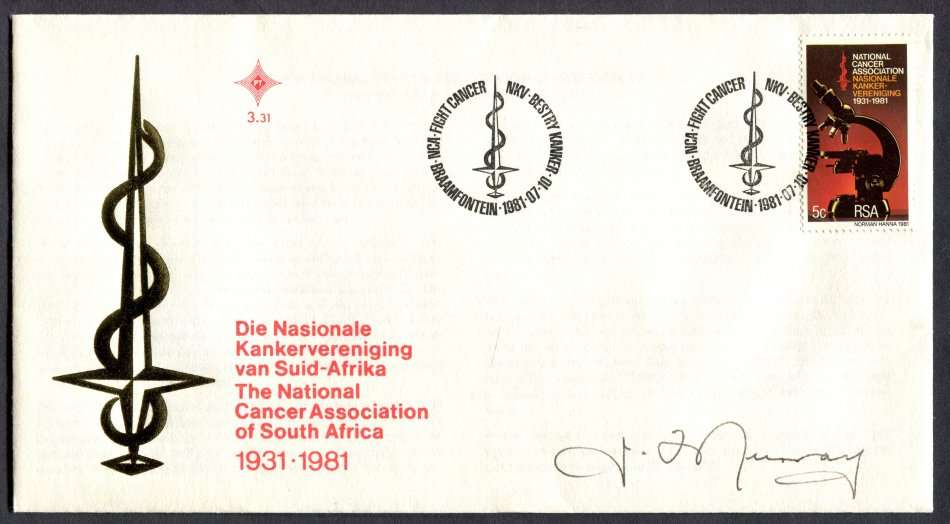 3.31
NCA·FIGHT CANCER NKV·BESTRY KANKER·
BRAAMFONTEIN·1981-07-10
NCA·FIGHT CANCER NKV·BESTRY KANKER·
BRAAMFONTEIN·1981-07-10
NATIONAL
CANCER
ASSOCIATION
NASIONALE
KANKER-
VERENIGING
1931-1981
5c RSA
NORMAN HANNA 1981
Die Nasionale
Kankervereniging
van Suid-Afrika
The National
Cancer Association
of South Africa
1931·1981
Murray